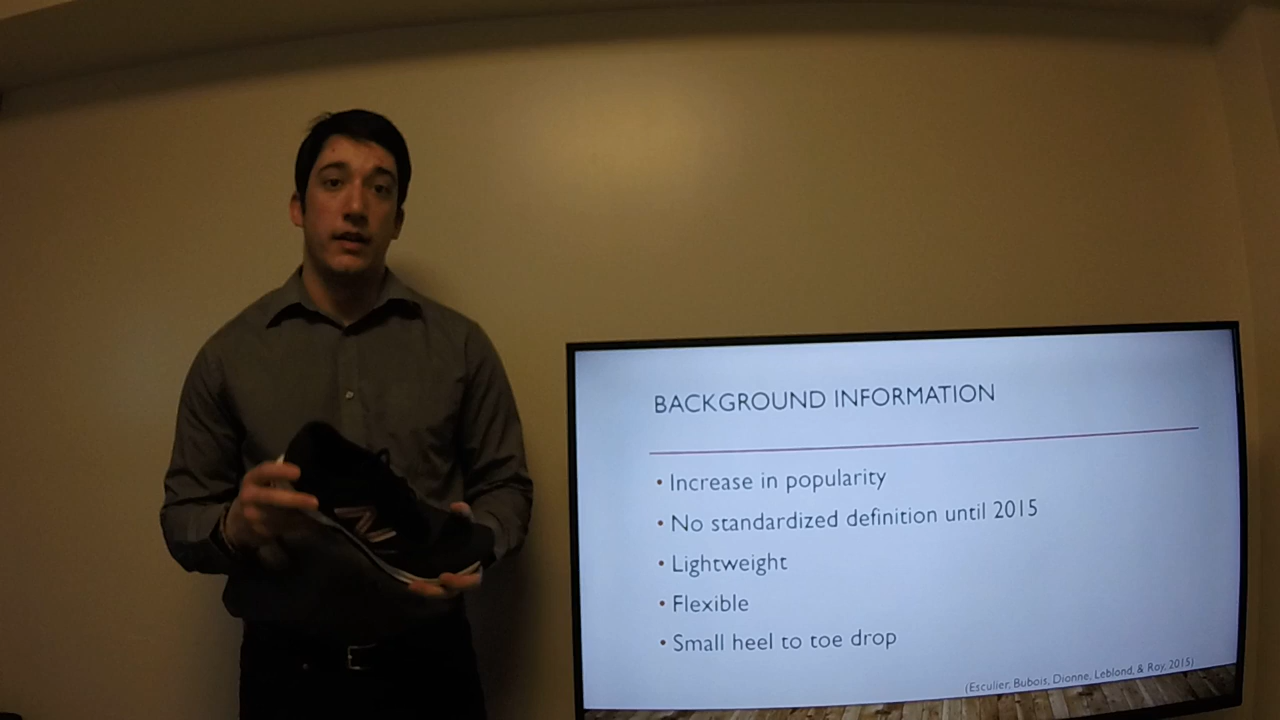 BACKGROUND INFORMATION
• Increase in popularity
• No standardized definition until 2015
• Lightweight
• Flexible
• Small heel to toe drop
(Esculier, Bubois, Dionne, Leblond, & Roy, 2015)
N